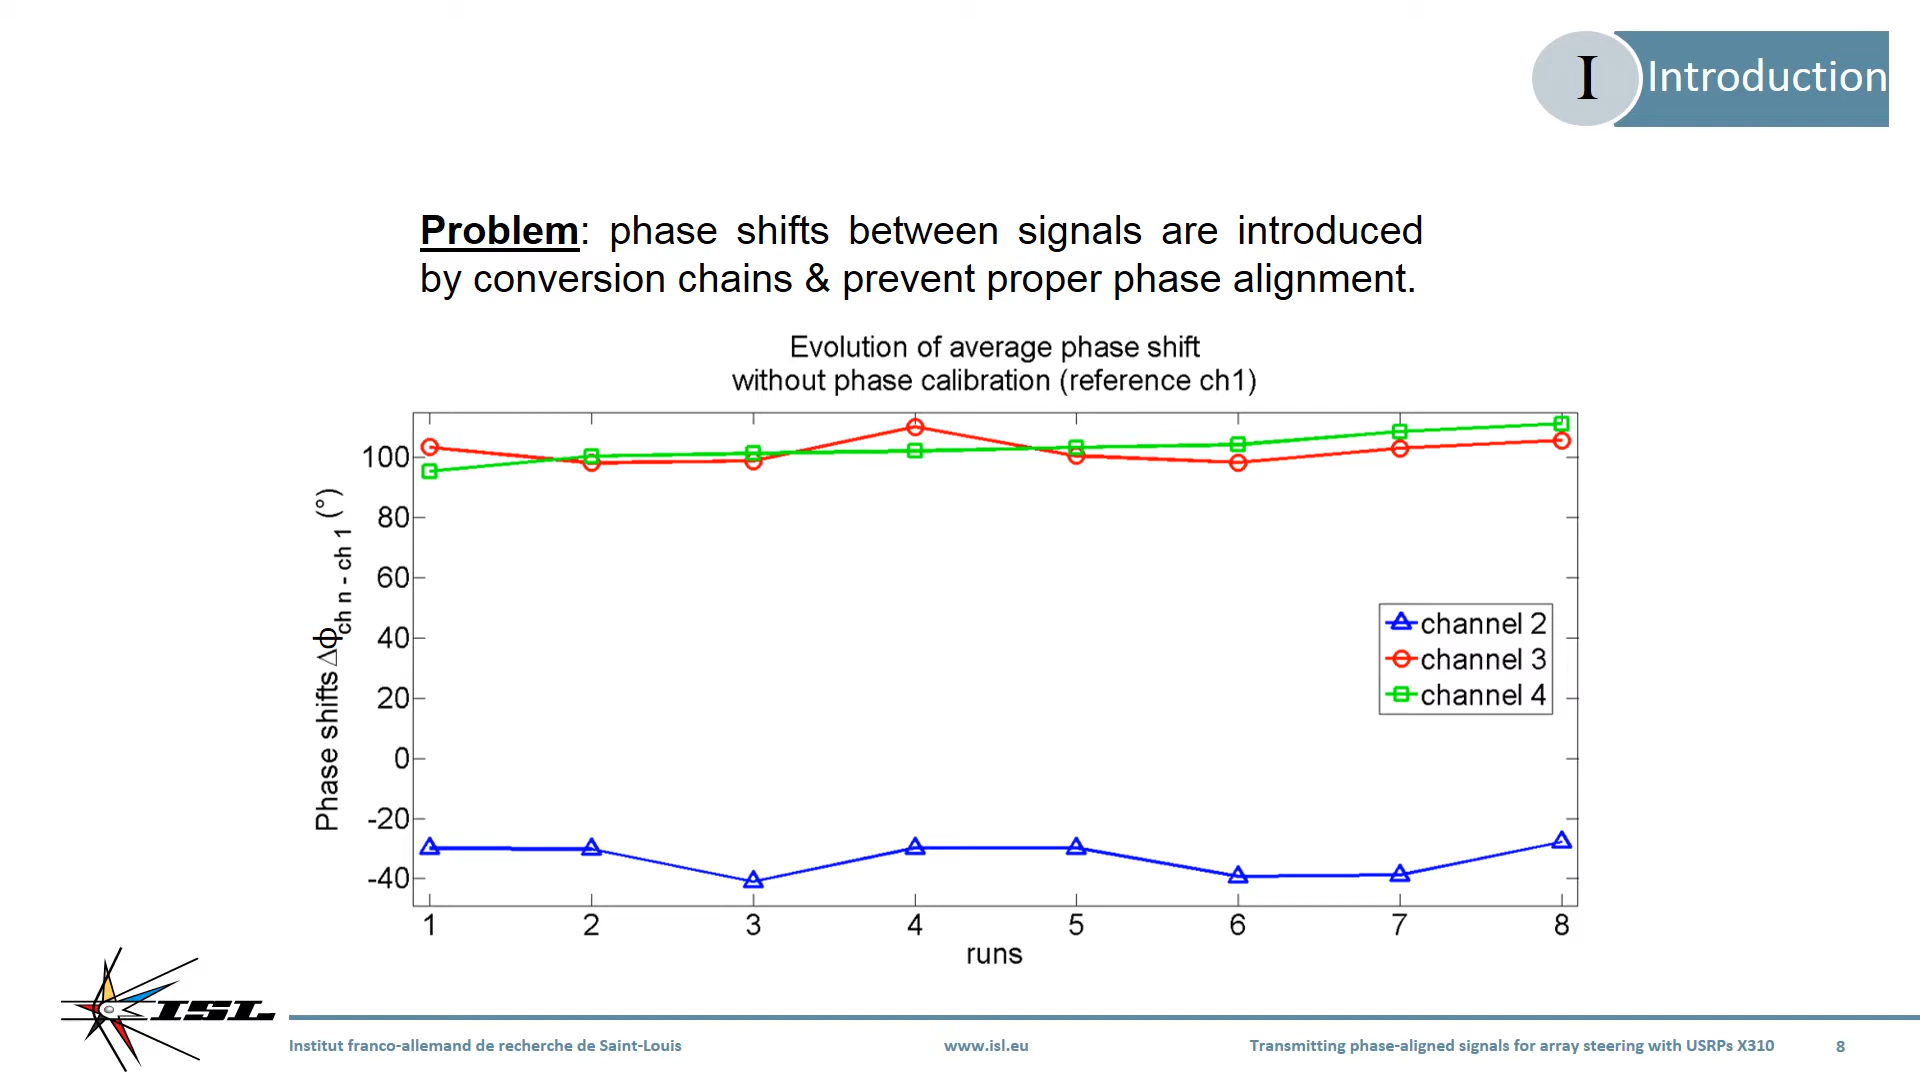 I Introduction
Problem: phase shifts between signals are introduced
by conversion chains & prevent proper phase alignment.
Evolution of average phase shift
without phase calibration (reference ch1)
Phase shifts Δϕch n - ch 1 (°)
100
80
60
40
20
0
-20
-40
channel 2
channel 3
channel 4
1 2 3 4 5 6 7 8
runs
ISL
Institut franco-allemand de recherche de Saint-Louis www.isl.eu Transmitting phase-aligned signals for array steering with USRPs X310 8